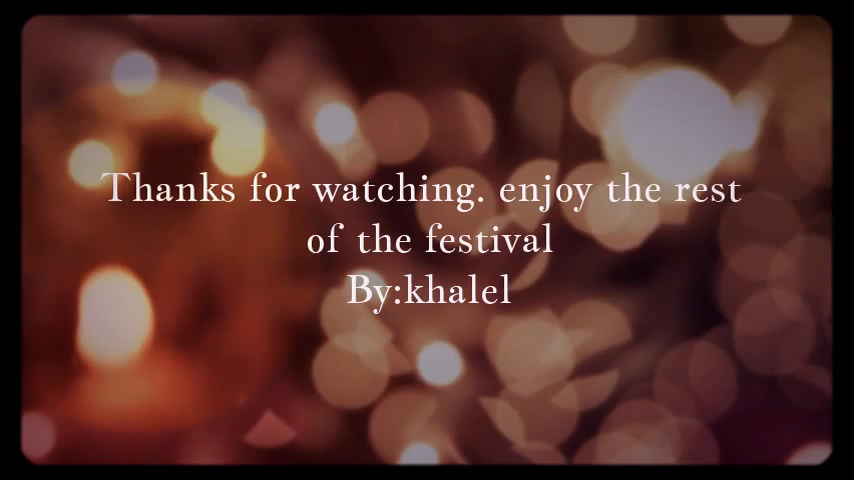 Thanks for watching. enjoy the rest
of the festival
By:khalel